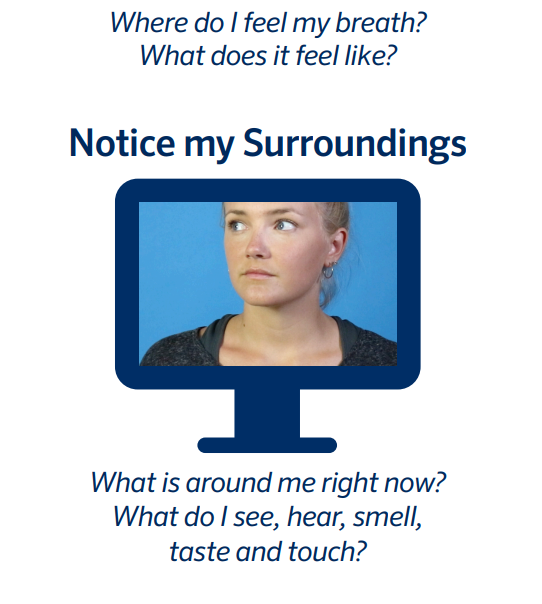 Where do I feel my breath?
What does it feel like?
Notice my Surroundings
What is around me right now?
What do I see, hear, smell,
taste and touch?